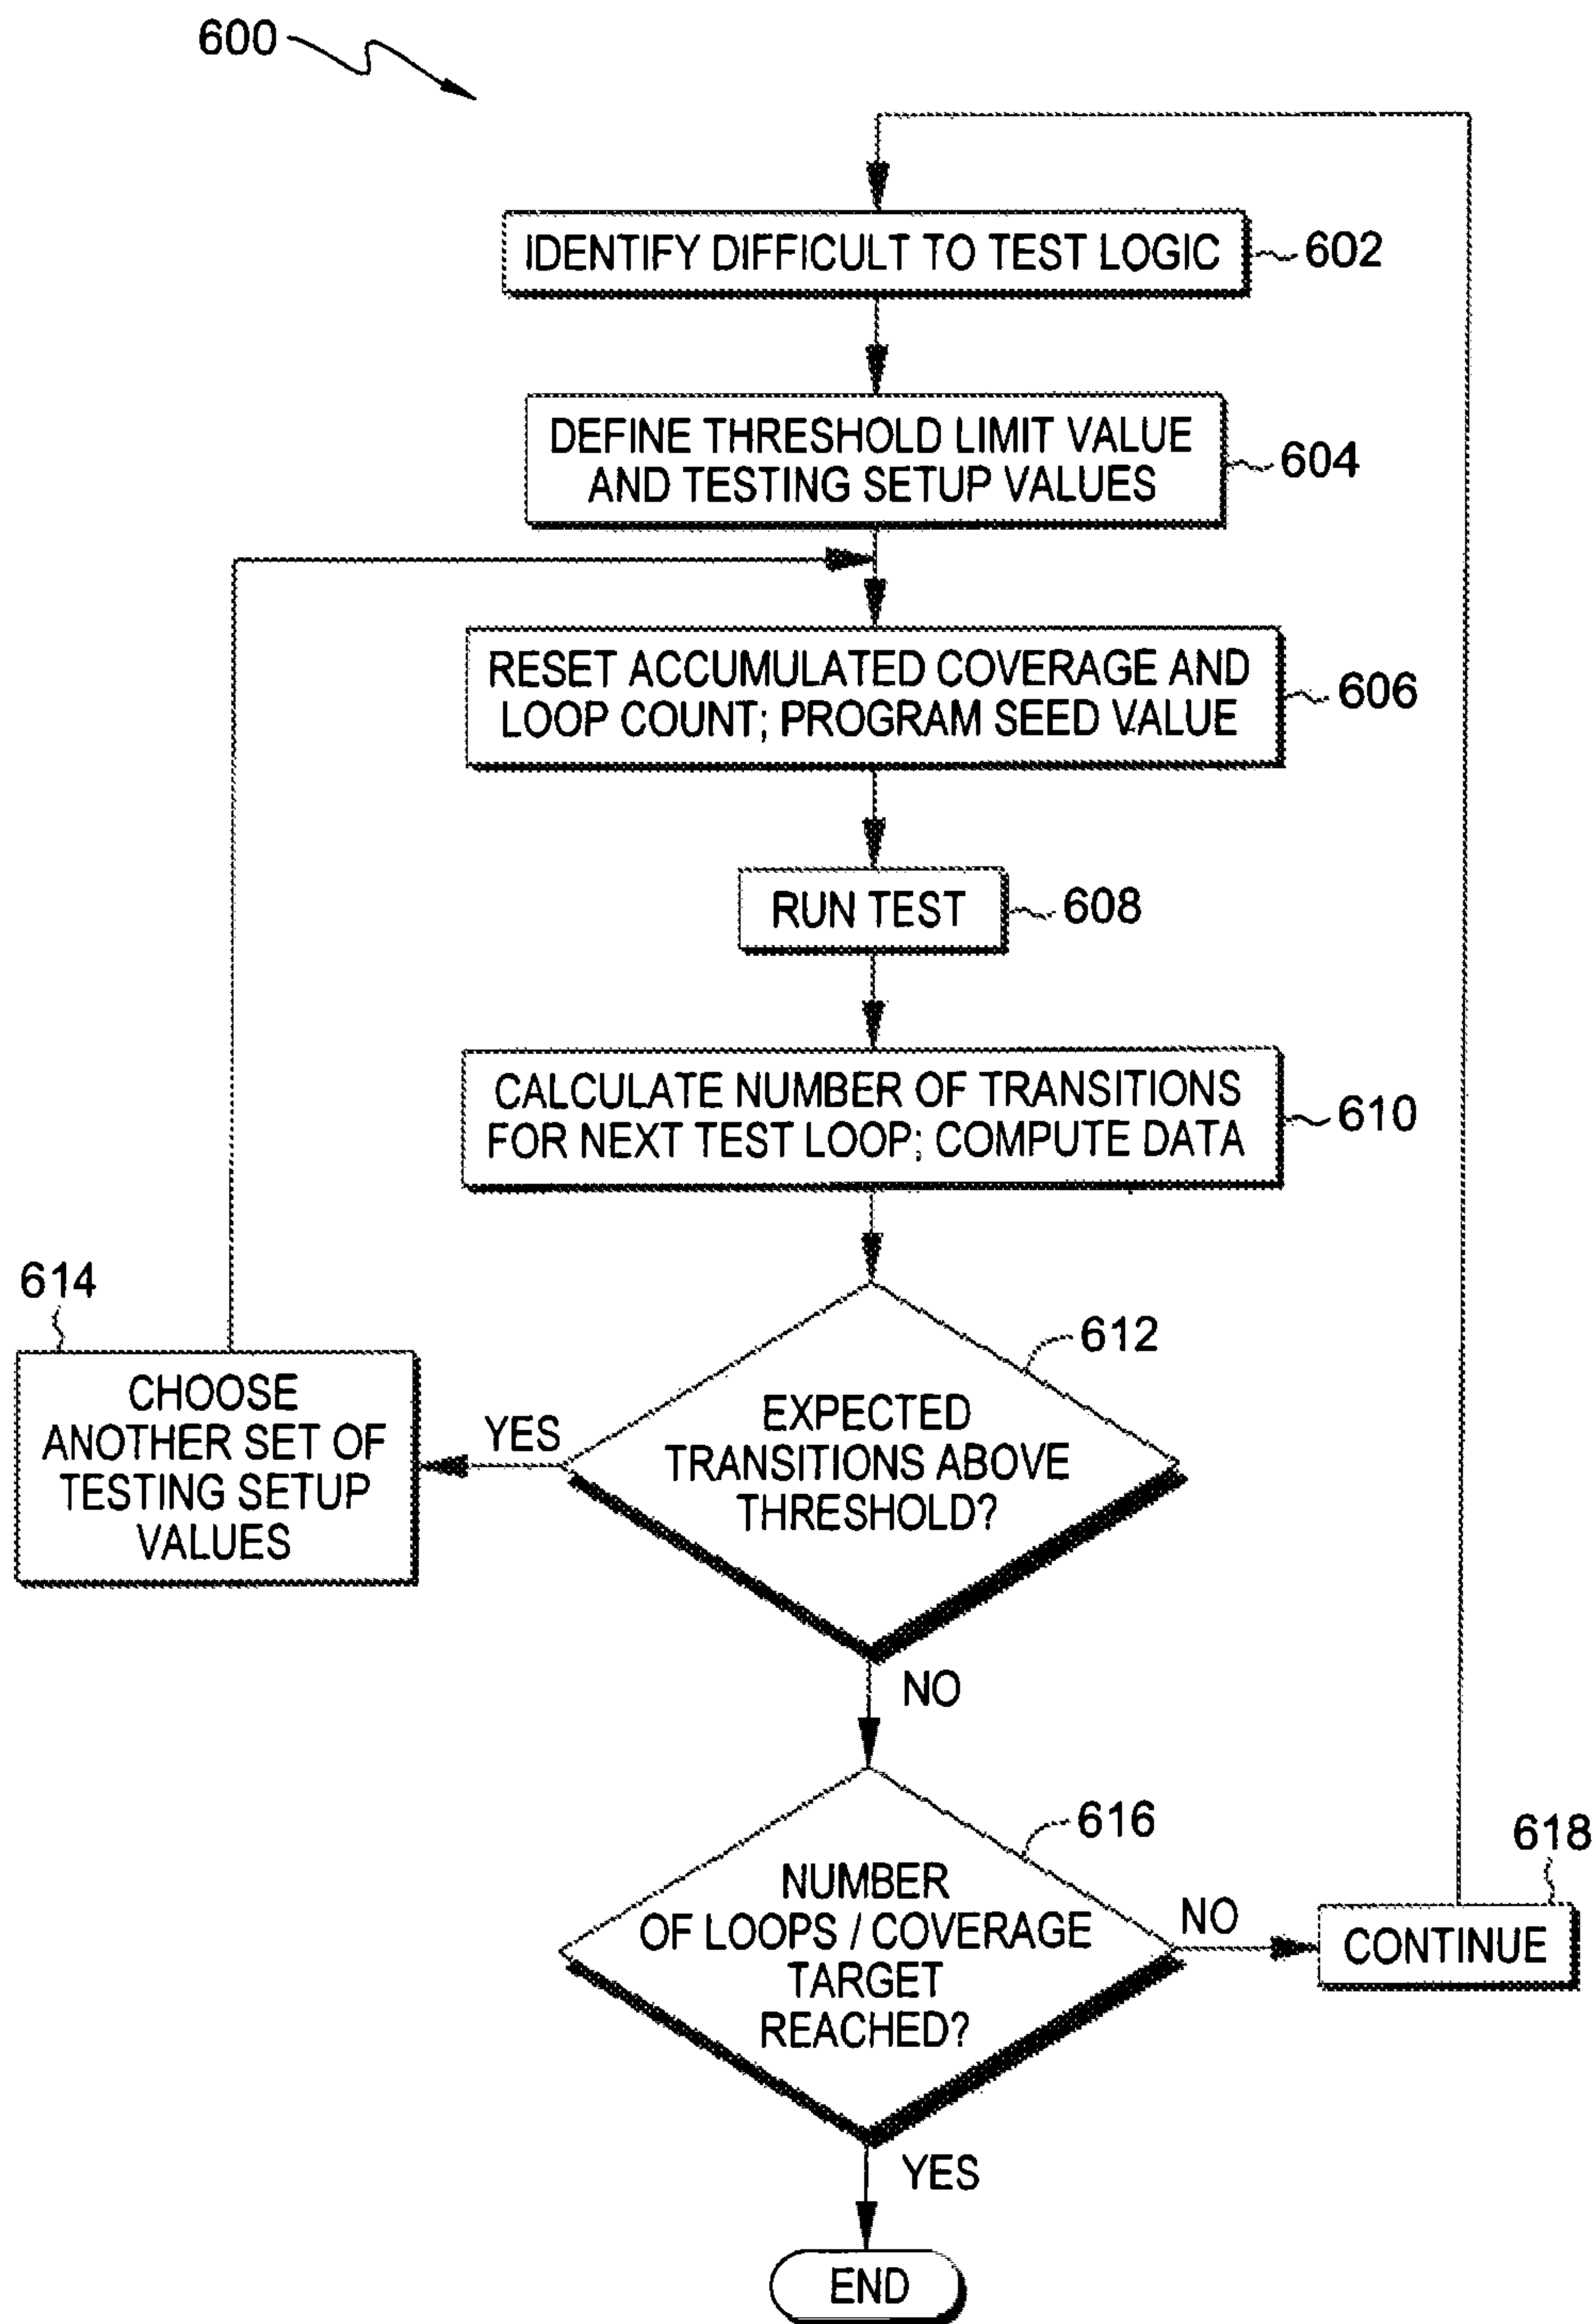 600
IDENTIFY DIFFICULT TO TEST LOGIC
602
DEFINE THRESHOLD LIMIT VALUE
AND TESTING SETUP VALUES
604
RESET ACCUMULATED COVERAGE AND
LOOP COUNT; PROGRAM SEED VALUE
606
RUN TEST
608
CALCULATE NUMBER OF TRANSITIONS
FOR NEXT TEST LOOP; COMPUTE DATA
610
612
EXPECTED
TRANSITIONS ABOVE
THRESHOLD?
YES
614
CHOOSE
ANOTHER SET OF
TESTING SETUP
VALUES
NO
616
NUMBER
OF LOOPS / COVERAGE
TARGET
REACHED?
NO
618
CONTINUE
YES
END